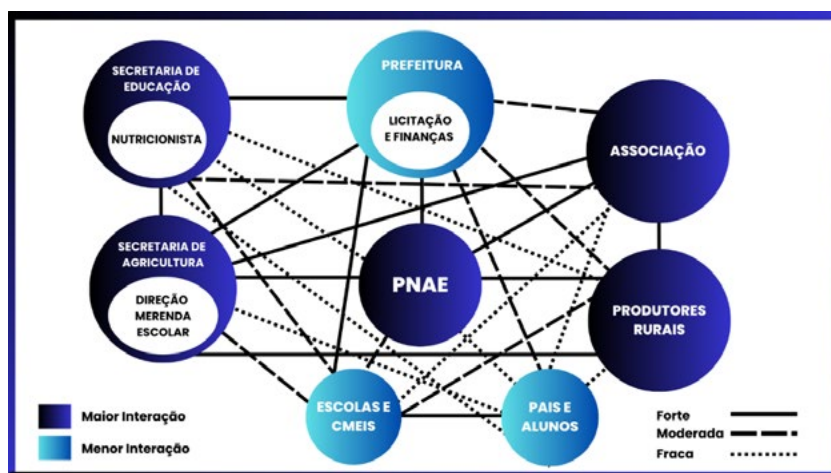 SECRETARIA DE
EDUCAÇÃO
NUTRICIONISTA
PREFEITURA
LICITAÇÃO
E FINANÇAS
ASSOCIAÇÃO
SECRETARIA DE
AGRICULTURA
DIREÇÃO
MERENDA
ESCOLAR
PNAE
PRODUTORES
RURAIS
ESCOLAS E
CMEIS
PAIS E
ALUNOS
Maior Interação
Menor Interação
Forte
Moderada
Fraca